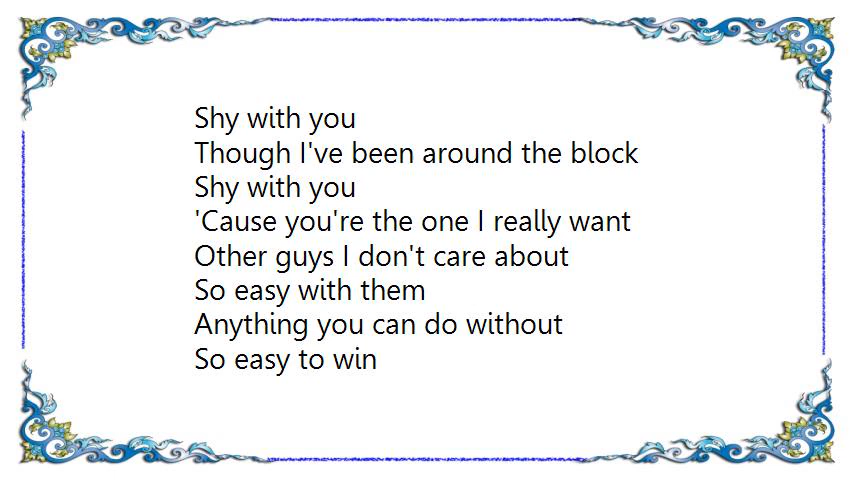 Shy with you
Though I've been around the block
Shy with you
'Cause you're the one I really want
Other guys I don't care about
So easy with them
Anything you can do without
So easy to win